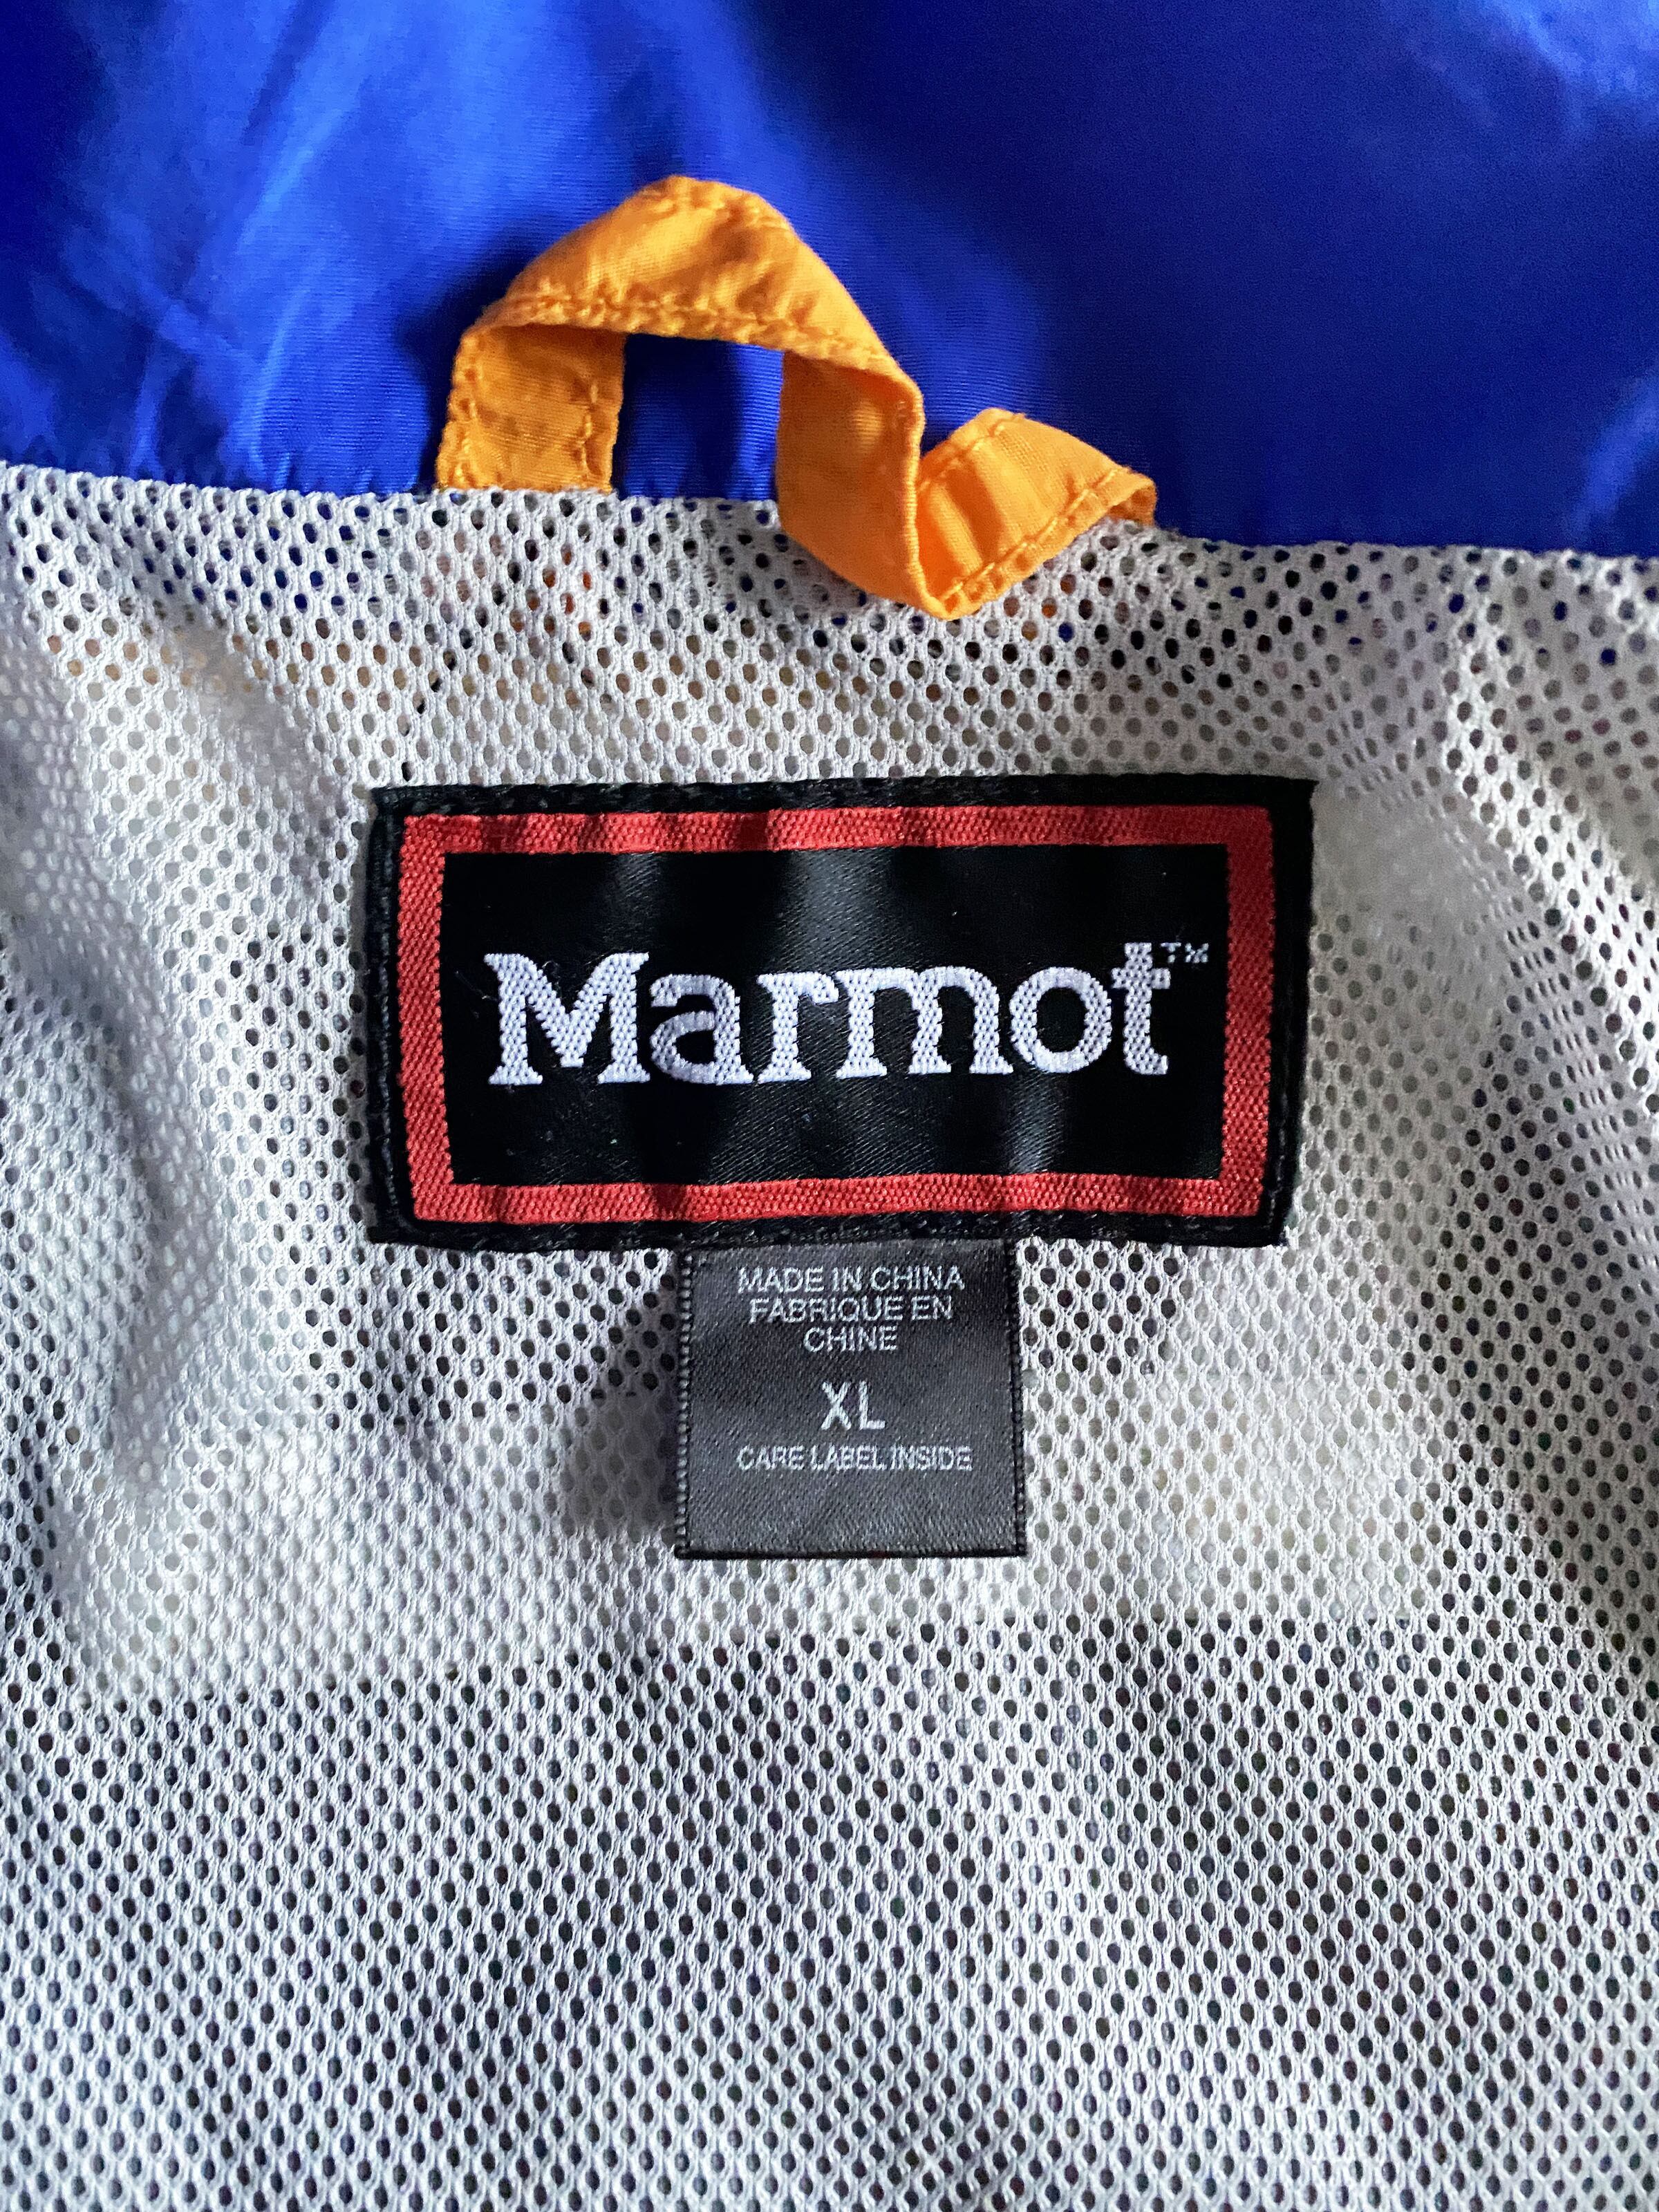 Marmot™
MADE IN CHINA
FABRIQUE EN
CHINE
XL
CARE LABEL INSIDE